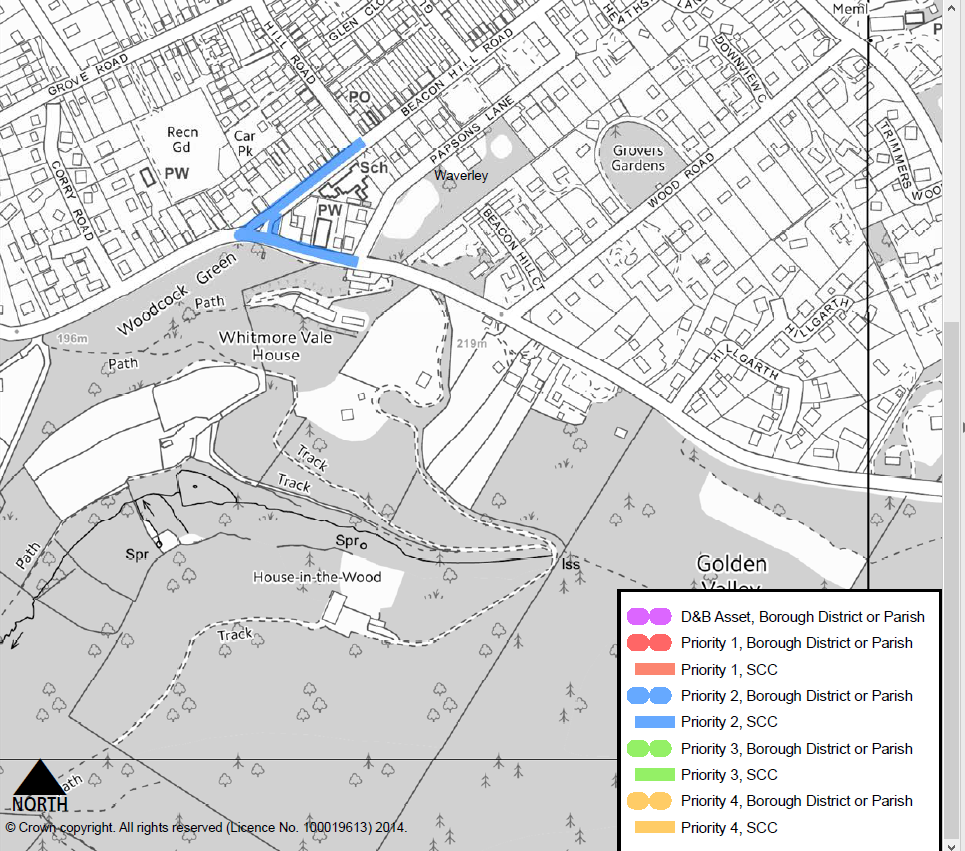 Meml
GLEN CLO
HILL ROAD
GROVE ROAD
BEACON HILL ROAD
DOWNVIEW C
PO
Recn
Gd
Car
Pk
PAPSONS LANE
Grovers
Gardens
TRIMMERS
WOO
PW
Sch
Waverley
CORRY ROAD
WOOD ROAD
PW
BEACON HILL CT
Woodcock Green
Path
HILLGARTH
196m
Whitmore Vale
House
219m
Path
HILLGARTH
Track
Track
Path
Spr
Spr
Iss
Golden
Valley
House-in-the-Wood
Track
D&B Asset, Borough District or Parish
Priority 1, Borough District or Parish
Priority 1, SCC
Priority 2, Borough District or Parish
Priority 2, SCC
Priority 3, Borough District or Parish
Priority 3, SCC
Priority 4, Borough District or Parish
Priority 4, SCC
ath
NORTH
© Crown copyright. All rights reserved (Licence No. 100019613) 2014.